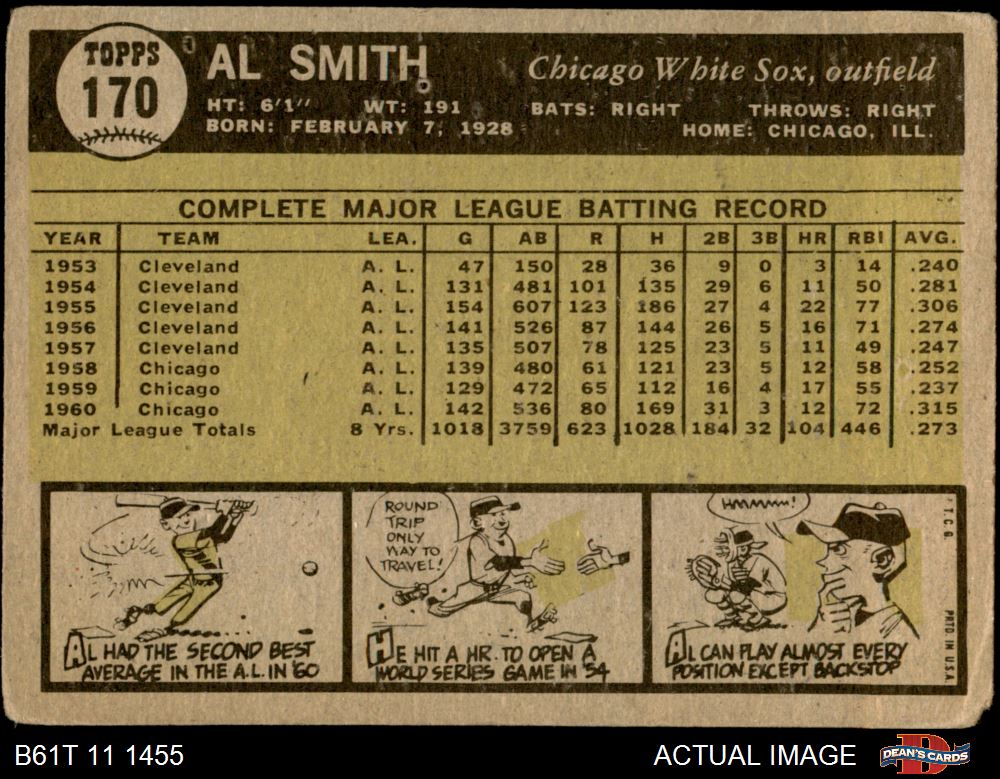 TOPPS
170
AL SMITH
Chicago White Sox, outfield
HT: 6'1" WT: 191 BATS: RIGHT THROWS: RIGHT
BORN: FEBRUARY 7, 1928 HOME: CHICAGO, ILL.
COMPLETE MAJOR LEAGUE BATTING RECORD
YEAR TEAM LEA. G AB R H 2B 3B HR RBI AVG.
1953 Cleveland A. L. 47 150 28 36 9 0 3 14 .240
1954 Cleveland A. L. 131 481 101 135 29 6 11 50 .281
1955 Cleveland A. L. 154 607 123 186 27 4 22 77 .306
1956 Cleveland A. L. 141 526 87 144 26 5 16 71 .274
1957 Cleveland A. L. 135 507 78 125 23 5 11 49 .247
1958 Chicago A. L. 139 480 61 121 23 5 12 58 .252
1959 Chicago A. L. 129 472 65 112 16 4 17 55 .237
1960 Chicago A. L. 142 536 80 169 31 3 12 72 .315
Major League Totals 8 Yrs. 1018 3759 623 1028 184 32 104 446 .273
AL HAD THE SECOND BEST
AVERAGE IN THE A.L. IN '60
ROUND
TRIP
ONLY
WAY TO
TRAVEL!
HE HIT A HR. TO OPEN A
WORLD SERIES GAME IN '54
Hmmmm!
AL CAN PLAY ALMOST EVERY
POSITION EXCEPT BACKSTOP
T.C.G. PRTD. IN U.S.A.
B61T 11 1455
ACTUAL IMAGE
DEAN'S CARDS